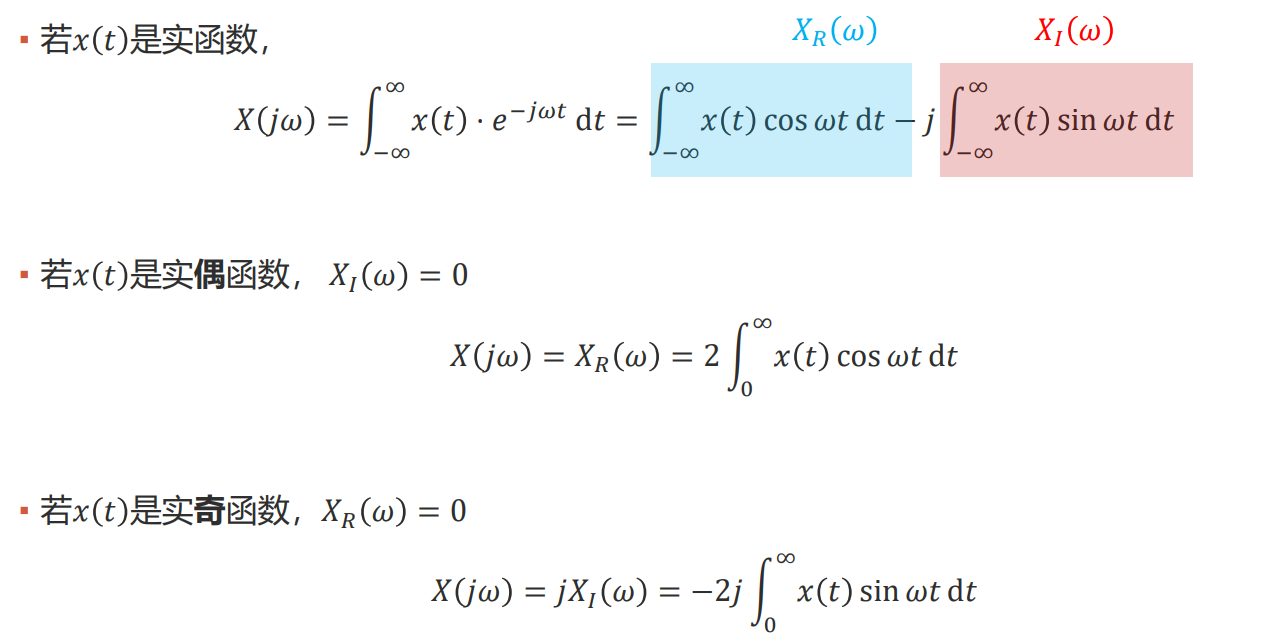 X_R(ω) X_I(ω)
▪ 若x(t)是实函数，
X(jω) = ∫_{−∞}^{∞} x(t) · e^{−jωt} dt = ∫_{−∞}^{∞} x(t) cos ωt dt − j ∫_{−∞}^{∞} x(t) sin ωt dt
▪ 若x(t)是实偶函数， X_I(ω) = 0
X(jω) = X_R(ω) = 2 ∫_{0}^{∞} x(t) cos ωt dt
▪ 若x(t)是实奇函数，X_R(ω) = 0
X(jω) = jX_I(ω) = −2j ∫_{0}^{∞} x(t) sin ωt dt